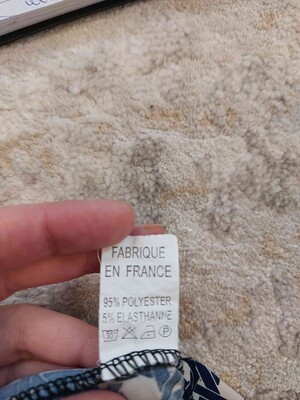 FABRIQUE
EN FRANCE
95% POLYESTER
5% ELASTHANNE